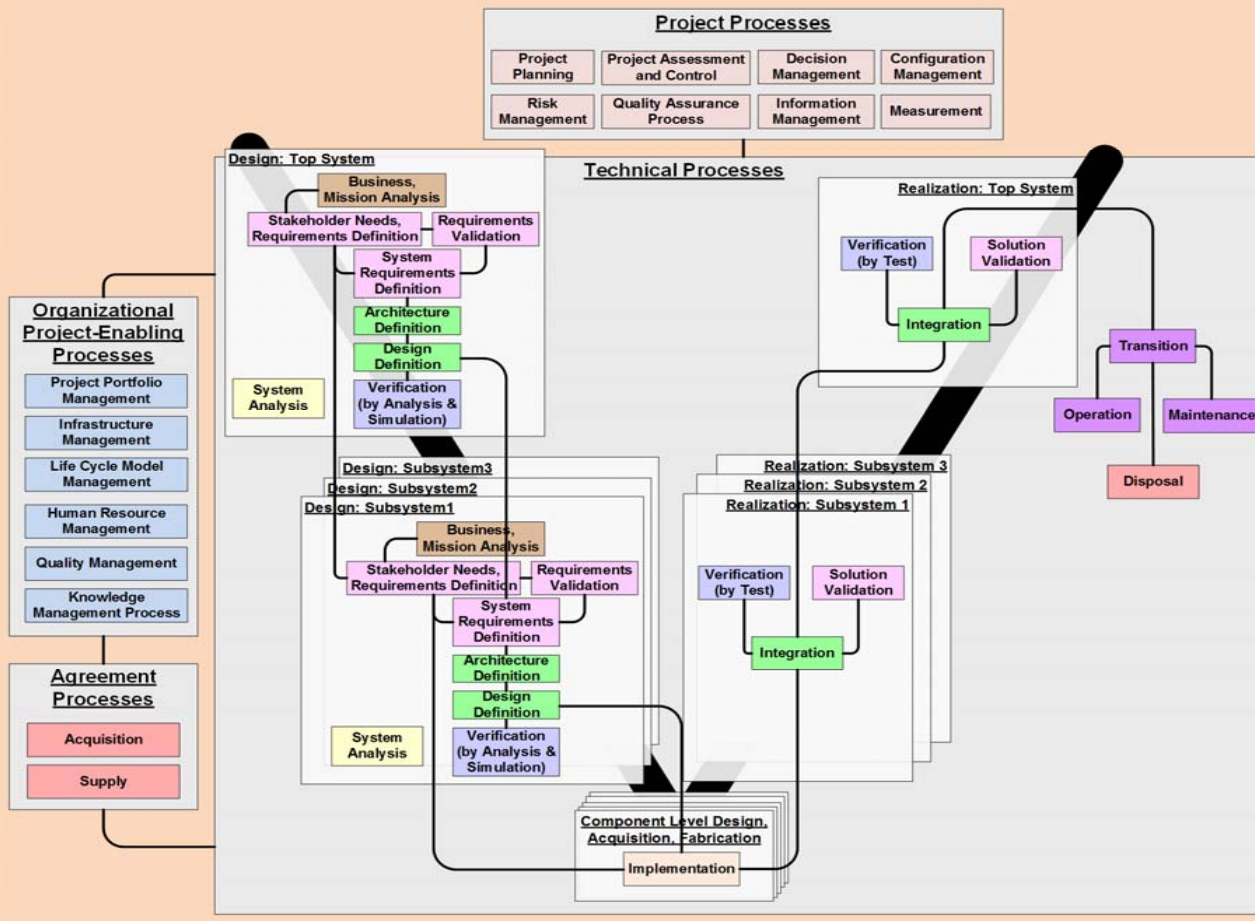 Project Processes
Project
Planning
Project Assessment
and Control
Decision
Management
Configuration
Management
Risk
Management
Quality Assurance
Process
Information
Management
Measurement
Technical Processes
Design: Top System
Business,
Mission Analysis
Stakeholder Needs,
Requirements Definition
Requirements
Validation
System
Requirements
Definition
Architecture
Definition
Design
Definition
Verification
(by Analysis &
Simulation)
System
Analysis
Realization: Top System
Verification
(by Test)
Solution
Validation
Integration
Transition
Operation
Maintenance
Disposal
Organizational
Project-Enabling
Processes
Project Portfolio
Management
Infrastructure
Management
Life Cycle Model
Management
Human Resource
Management
Quality Management
Knowledge
Management Process
Agreement
Processes
Acquisition
Supply
Design: Subsystem3
Design: Subsystem2
Design: Subsystem1
Business,
Mission Analysis
Stakeholder Needs,
Requirements Definition
Requirements
Validation
System
Requirements
Definition
Architecture
Definition
Design
Definition
Verification
(by Analysis &
Simulation)
System
Analysis
Realization: Subsystem 3
Realization: Subsystem 2
Realization: Subsystem 1
Verification
(by Test)
Solution
Validation
Integration
Component Level Design,
Acquisition, Fabrication
Implementation